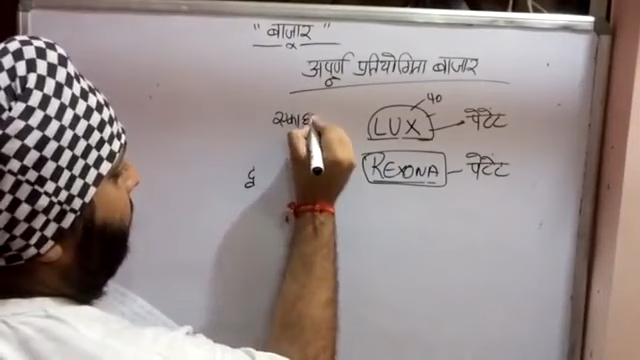 " बाजार "
अपूर्ण प्रतियोगिता बाजार
40
LUX पेटेंट
REXONA पेटेंट